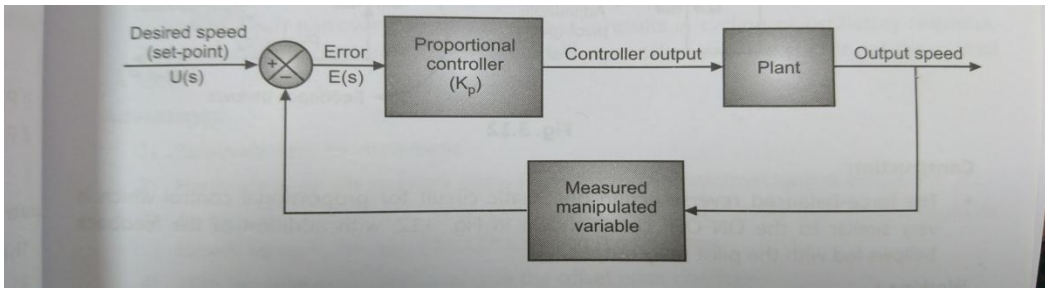 Desired speed
(set-point)
U(s)
+
−
Error
E(s)
Proportional
controller
(Kp)
Controller output
Plant
Output speed
Measured
manipulated
variable